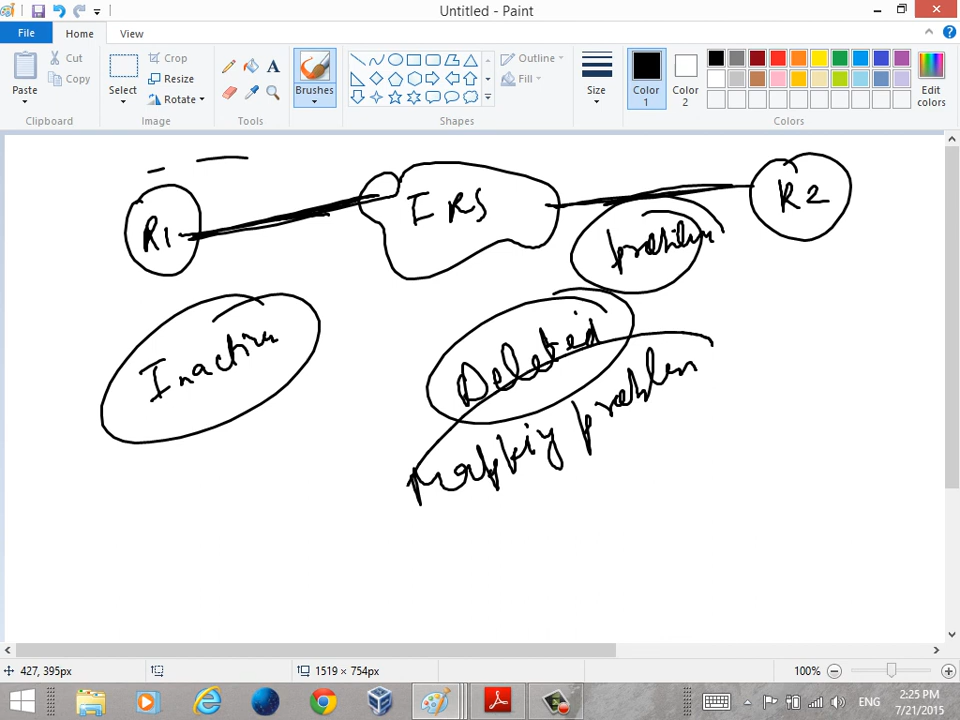 Untitled - Paint
File Home View
Cut
Copy
Paste
Clipboard
Select
Crop
Resize
Rotate
Image
Tools
Brushes
Outline
Fill
Shapes
Size
Color 1
Color 2
Edit colors
Colors
R1
R2
problem
Inactive
Deleted
mapping problem
427, 395px
1519 × 754px
100%
ENG
2:25 PM
7/21/2015